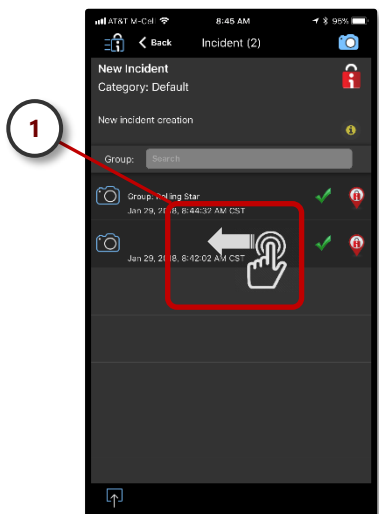 AT&T M-Cell 8:45 AM 95%
Back Incident (2)
New Incident
Category: Default
New incident creation
Group: Search
1
Group: Rolling Star
Jan 29, 2018, 8:44:32 AM CST
Jan 29, 2018, 8:42:02 AM CST